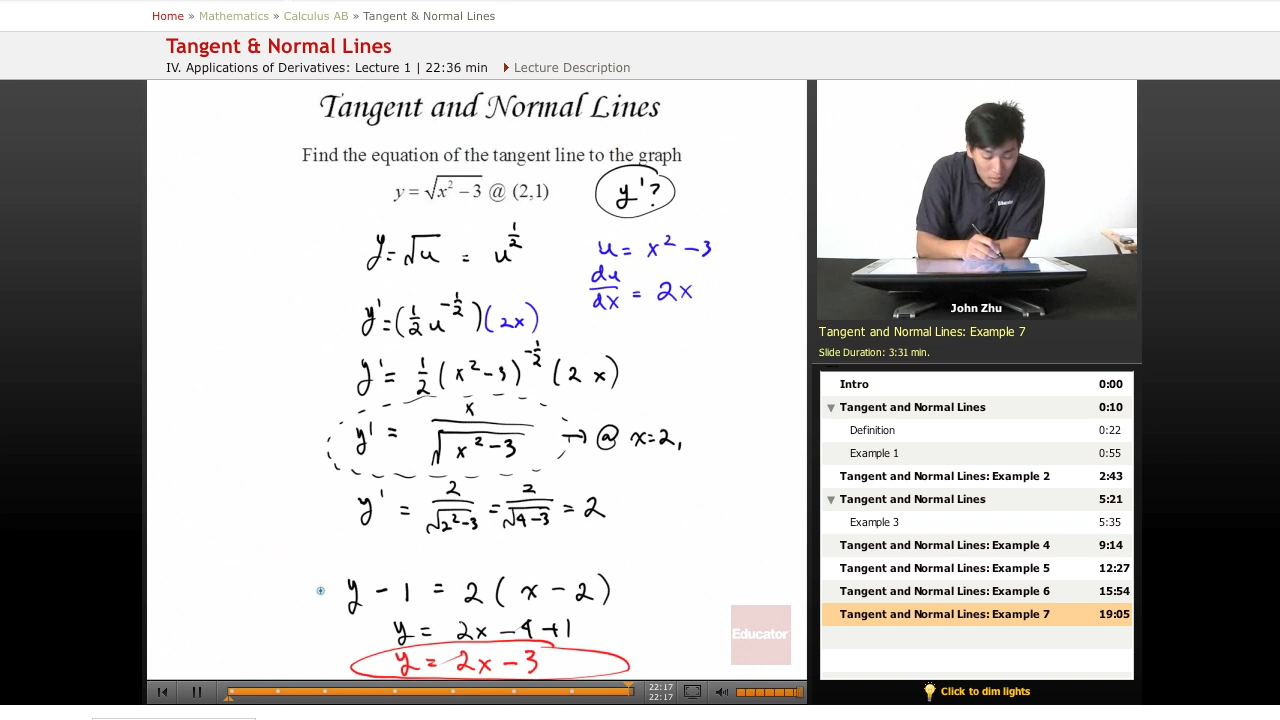 Home » Mathematics » Calculus AB » Tangent & Normal Lines
Tangent & Normal Lines
IV. Applications of Derivatives: Lecture 1 | 22:36 min Lecture Description
Tangent and Normal Lines
Find the equation of the tangent line to the graph
y = √(x² − 3) @ (2,1)
y'?
y = √u = u^(1/2)
u = x² − 3
du/dx = 2x
y' = (1/2 u^(−1/2))(2x)
y' = 1/2 (x² − 3)^(−1/2) (2x)
y' = x/√(x² − 3) → @ x=2,
y' = 2/√(2² − 3) = 2/√(4 − 3) = 2
y − 1 = 2(x − 2)
y = 2x − 4 + 1
y = 2x − 3
Educator
22:17
22:17
Educator
John Zhu
Tangent and Normal Lines: Example 7
Slide Duration: 3:31 min.
Intro 0:00
Tangent and Normal Lines 0:10
Definition 0:22
Example 1 0:55
Tangent and Normal Lines: Example 2 2:43
Tangent and Normal Lines 5:21
Example 3 5:35
Tangent and Normal Lines: Example 4 9:14
Tangent and Normal Lines: Example 5 12:27
Tangent and Normal Lines: Example 6 15:54
Tangent and Normal Lines: Example 7 19:05
Click to dim lights